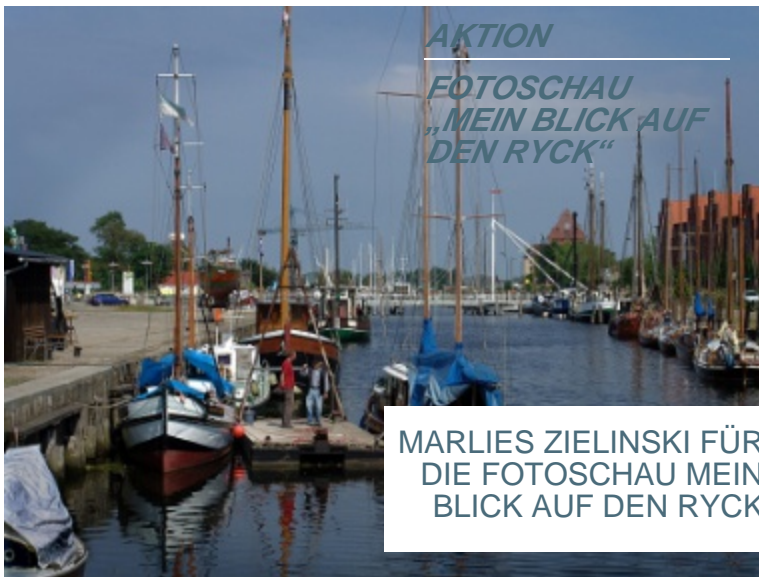 AKTION
FOTOSCHAU
„MEIN BLICK AUF
DEN RYCK“
MARLIES ZIELINSKI FÜR
DIE FOTOSCHAU MEIN
BLICK AUF DEN RYCK